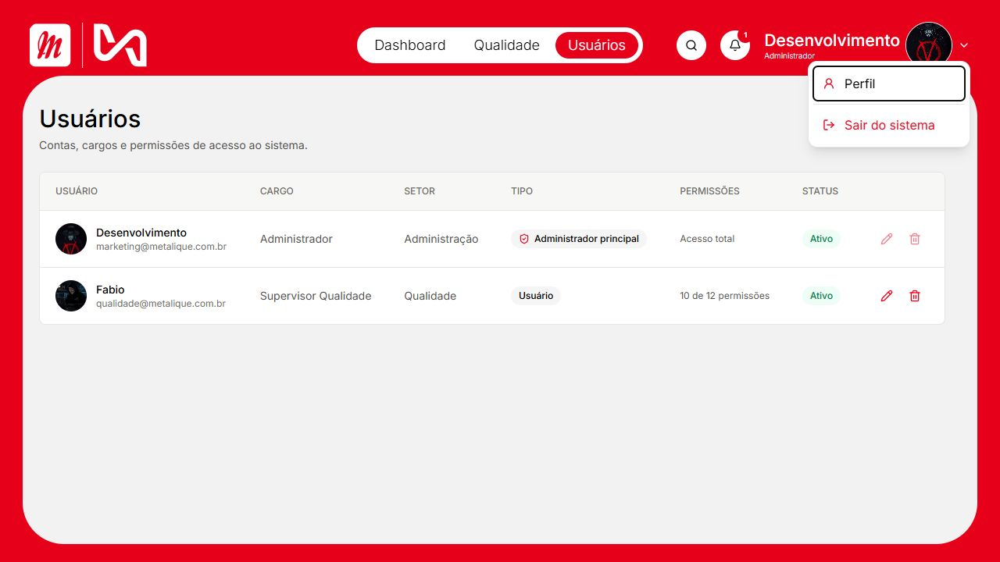 Dashboard
Qualidade
Usuários
1
Desenvolvimento
Administrador
Perfil
Sair do sistema
Usuários
Contas, cargos e permissões de acesso ao sistema.
USUÁRIO CARGO SETOR TIPO PERMISSÕES STATUS
Desenvolvimento
marketing@metalique.com.br
Administrador
Administração
Administrador principal
Acesso total
Ativo
Fabio
qualidade@metalique.com.br
Supervisor Qualidade
Qualidade
Usuário
10 de 12 permissões
Ativo